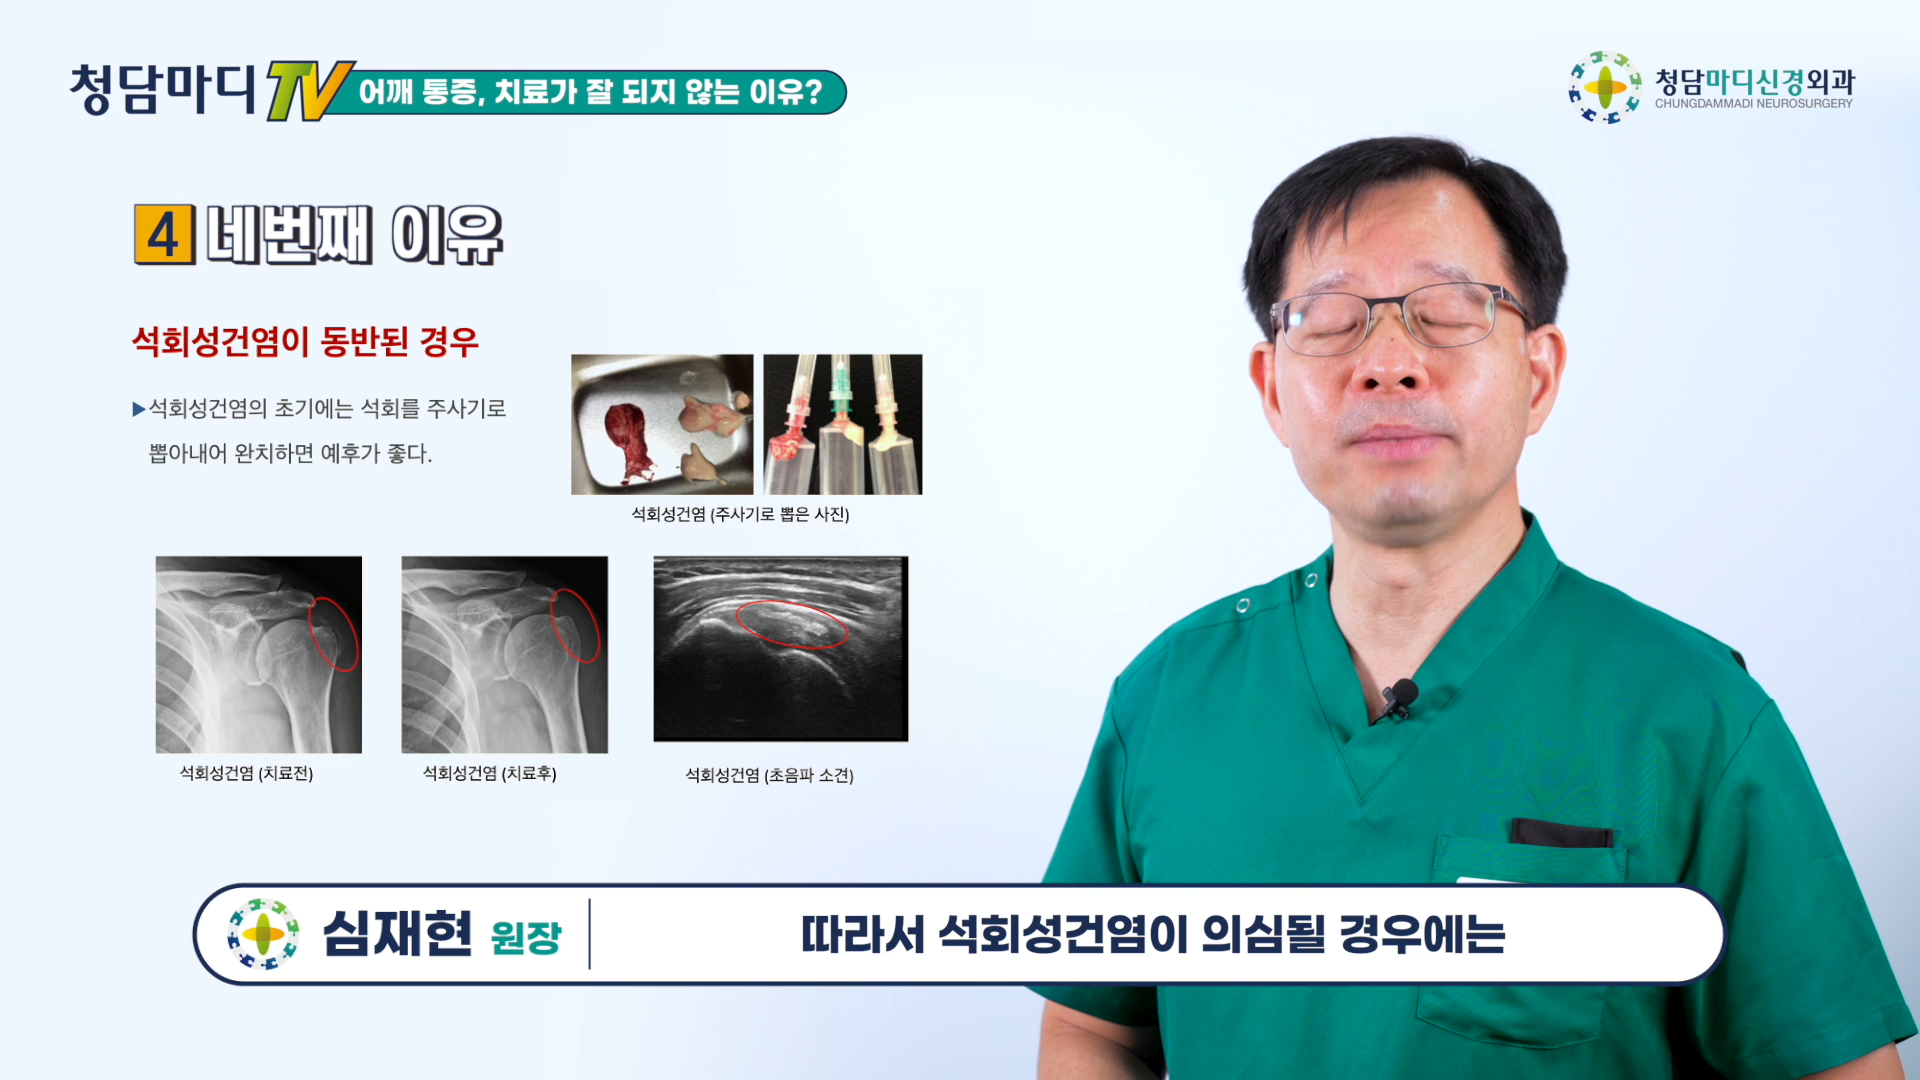 청담마디TV 어깨 통증, 치료가 잘 되지 않는 이유?
청담마디신경외과
CHUNGDAMMADI NEUROSURGERY
4 네번째 이유
석회성건염이 동반된 경우
▶석회성건염의 초기에는 석회를 주사기로
뽑아내어 완치하면 예후가 좋다.
석회성건염 (주사기로 뽑은 사진)
석회성건염 (치료전)
석회성건염 (치료후)
석회성건염 (초음파 소견)
심재현 원장
따라서 석회성건염이 의심될 경우에는